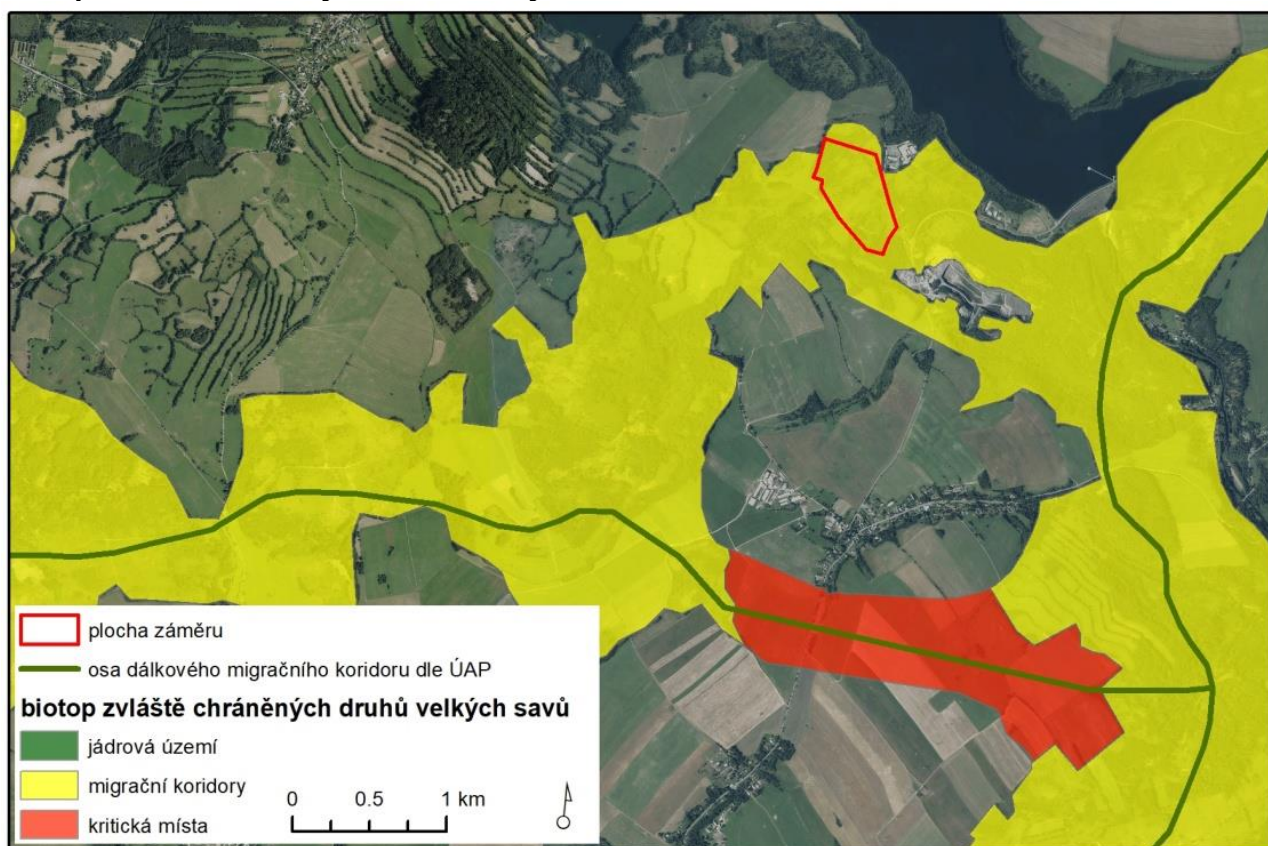 plocha záměru
osa dálkového migračního koridoru dle ÚAP
biotop zvláště chráněných druhů velkých savů
jádrová území
migrační koridory
kritická místa
0 0.5 1 km